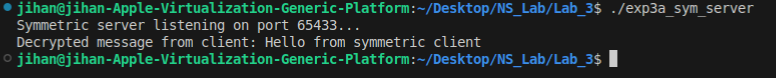 jihan@jihan-Apple-Virtualization-Generic-Platform:~/Desktop/NS_Lab/Lab_3$ ./exp3a_sym_server
Symmetric server listening on port 65433...
Decrypted message from client: Hello from symmetric client
jihan@jihan-Apple-Virtualization-Generic-Platform:~/Desktop/NS_Lab/Lab_3$